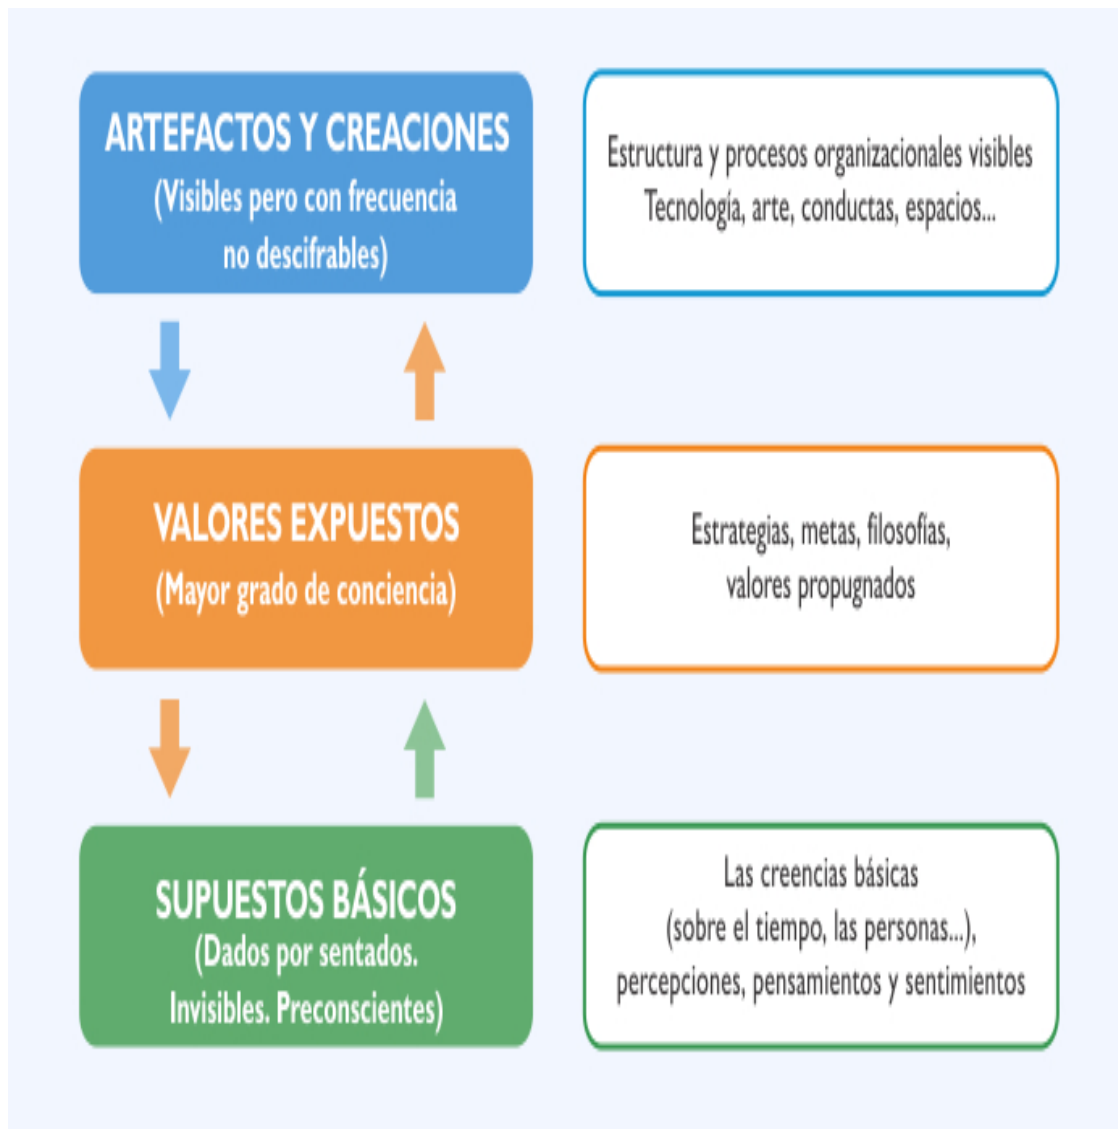 ARTEFACTOS Y CREACIONES
(Visibles pero con frecuencia
no descifrables)
Estructura y procesos organizacionales visibles
Tecnología, arte, conductas, espacios...
VALORES EXPUESTOS
(Mayor grado de conciencia)
Estrategias, metas, filosofías,
valores propugnados
SUPUESTOS BÁSICOS
(Dados por sentados.
Invisibles. Preconscientes)
Las creencias básicas
(sobre el tiempo, las personas...),
percepciones, pensamientos y sentimientos